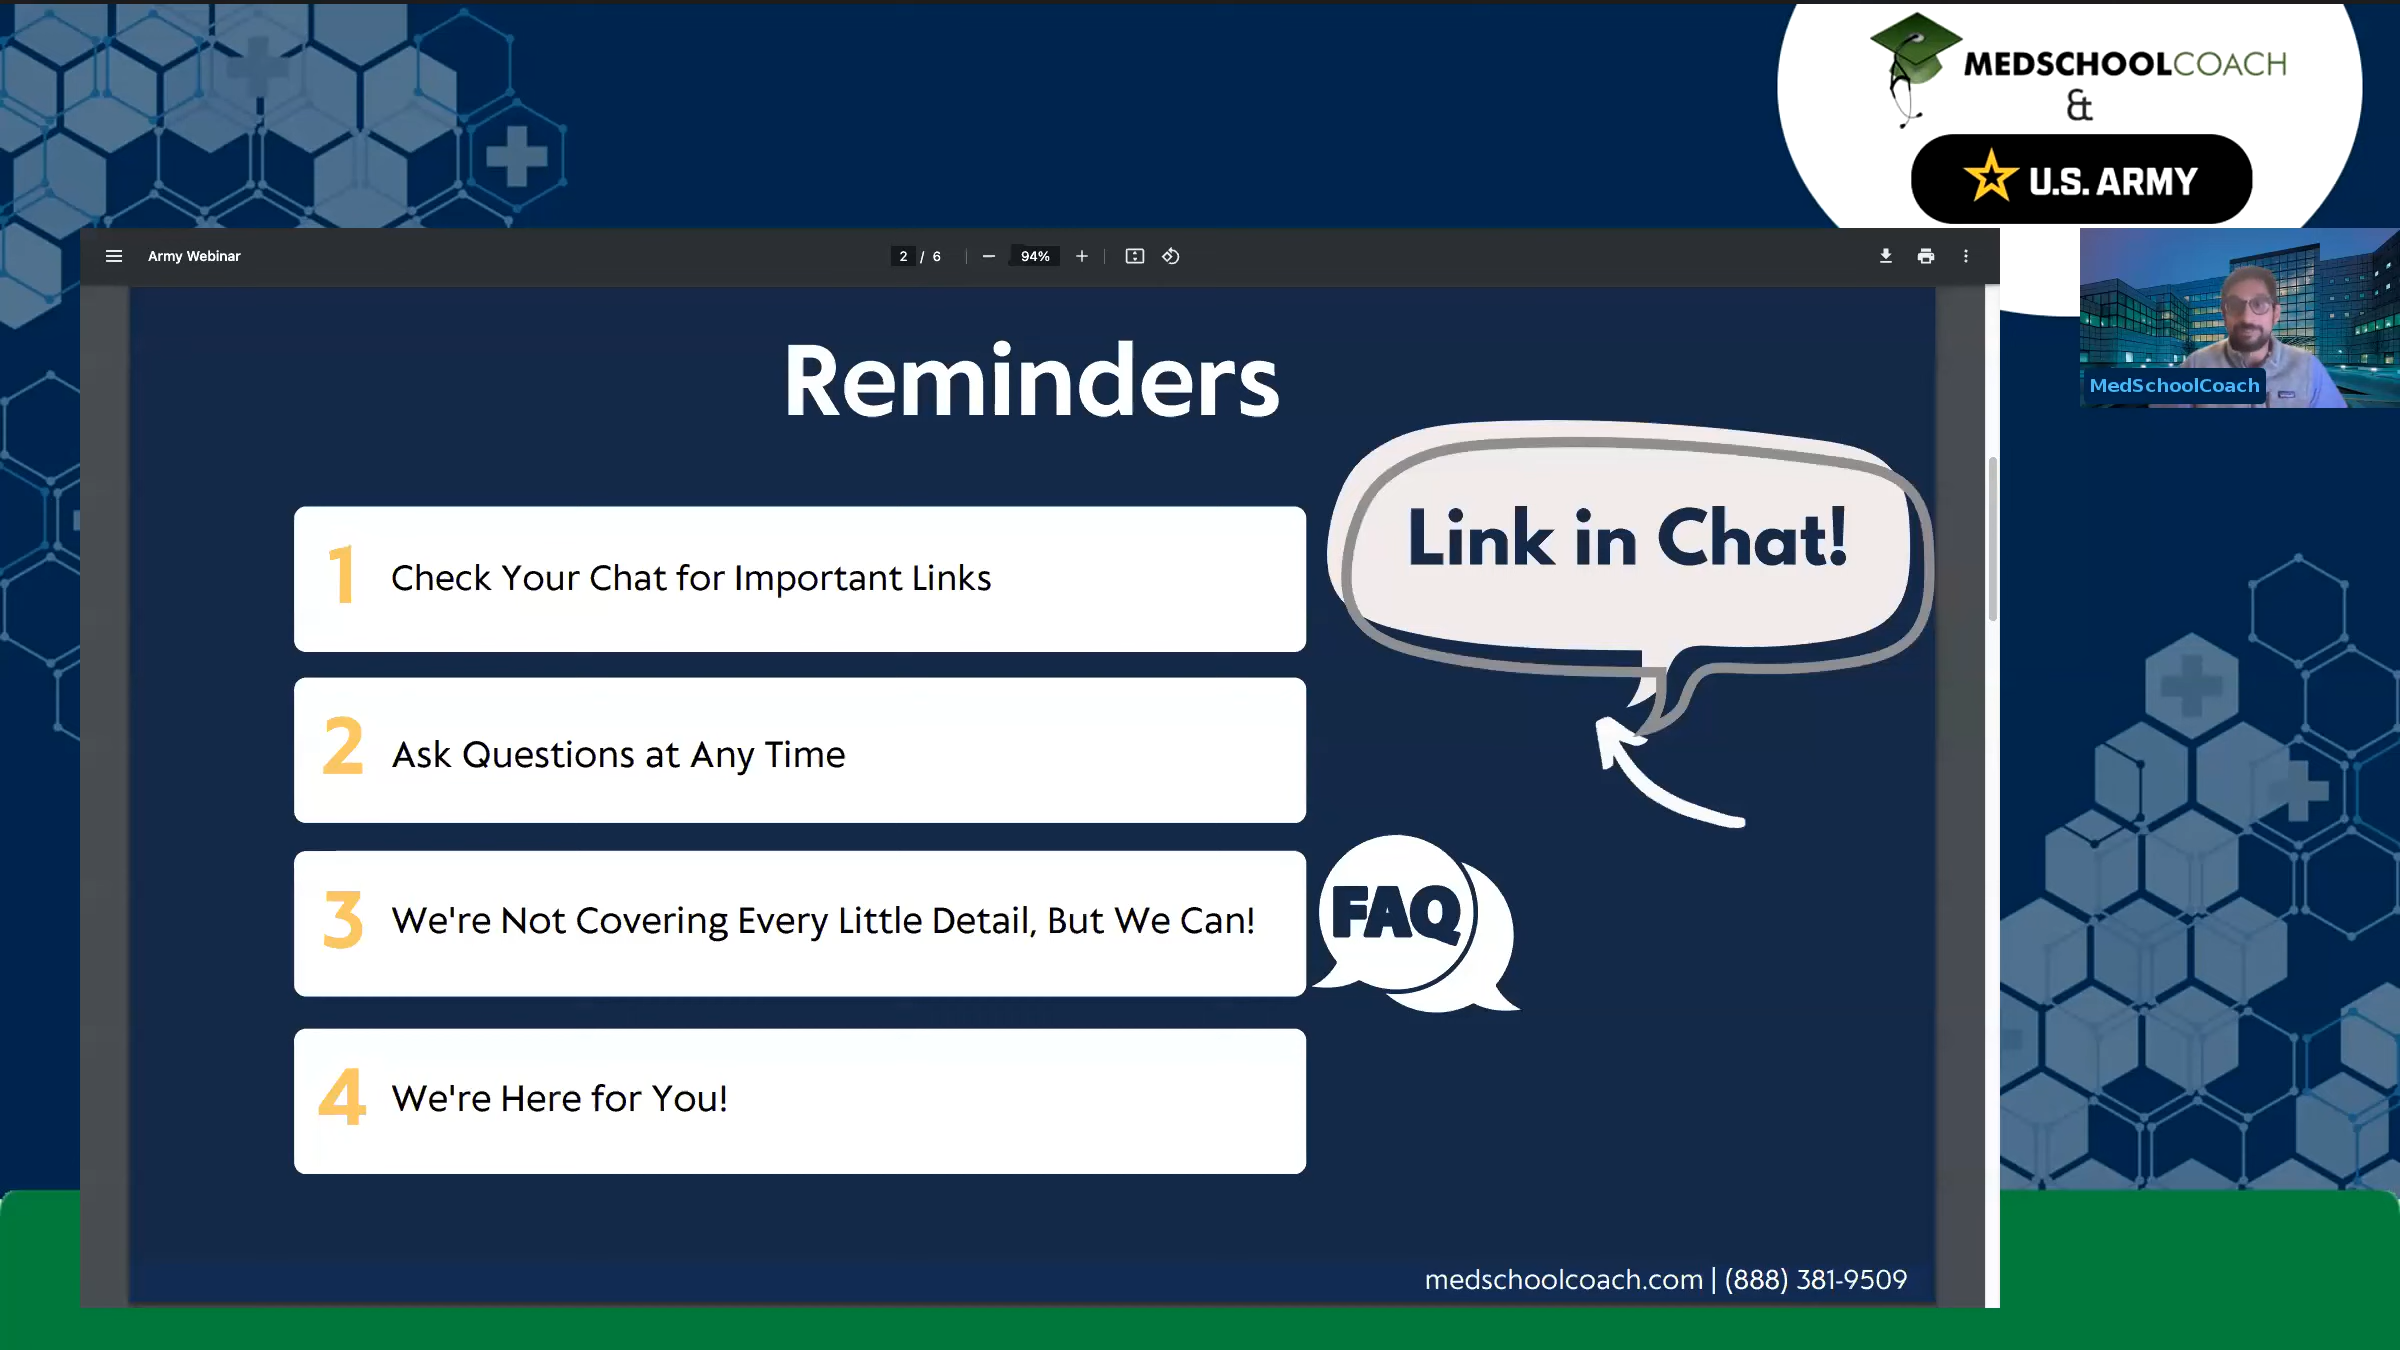 MEDSCHOOLCOACH
&
U.S. ARMY
Army Webinar
2 / 6
94%
MedSchoolCoach
Reminders
Link in Chat!
1 Check Your Chat for Important Links
2 Ask Questions at Any Time
3 We're Not Covering Every Little Detail, But We Can!
FAQ
4 We're Here for You!
medschoolcoach.com | (888) 381-9509